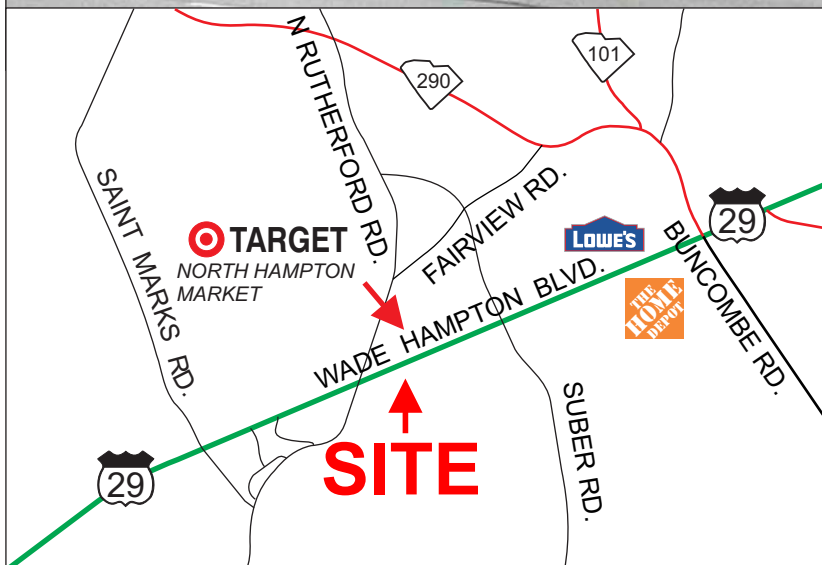 N RUTHERFORD RD.
290
101
SAINT MARKS RD.
TARGET
NORTH HAMPTON
MARKET
FAIRVIEW RD.
LOWE'S
29
BUNCOMBE RD.
THE
HOME
DEPOT
WADE HAMPTON BLVD.
SUBER RD.
SITE
29